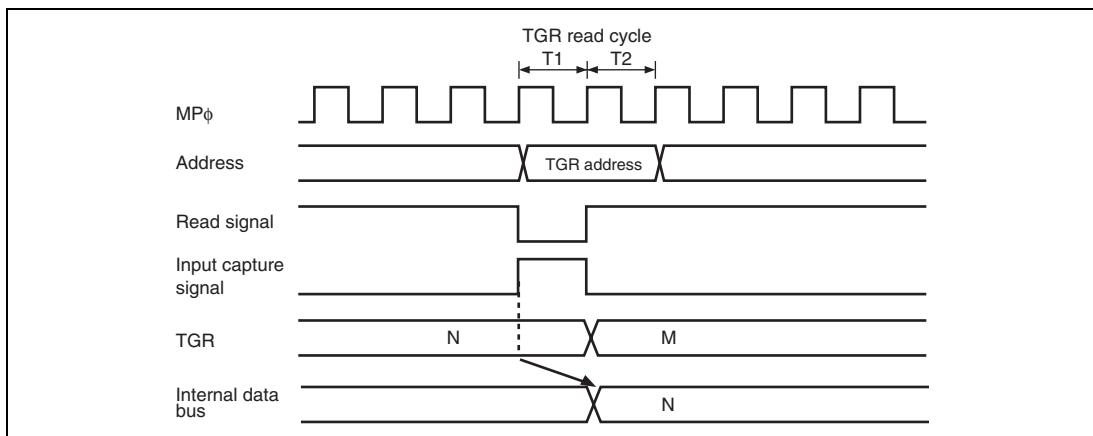 TGR read cycle
T1 T2
MPϕ
Address
TGR address
Read signal
Input capture
signal
TGR
N M
Internal data
bus
N